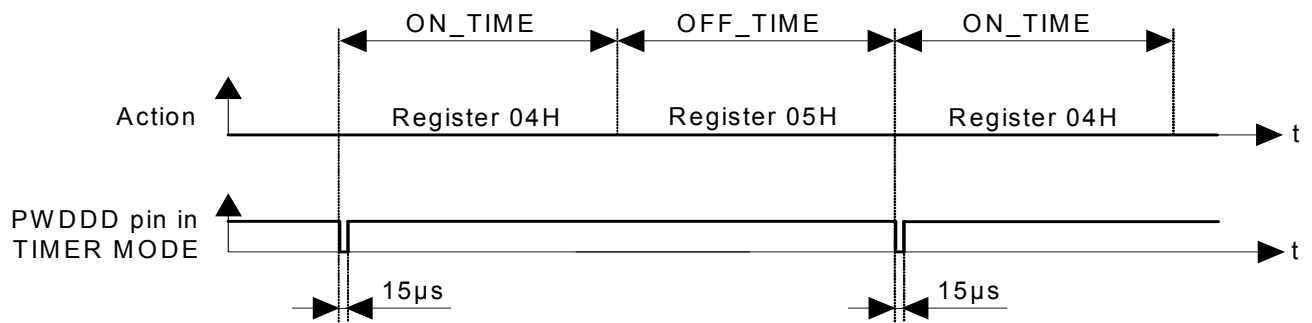 ON_TIME OFF_TIME ON_TIME
Action Register 04H Register 05H Register 04H
t
PWDDD pin in
TIMER MODE
t
15µs 15µs